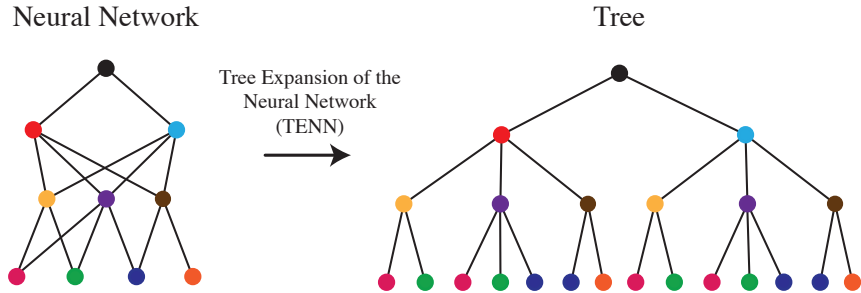 Neural Network
Tree
Tree Expansion of the
Neural Network
(TENN)